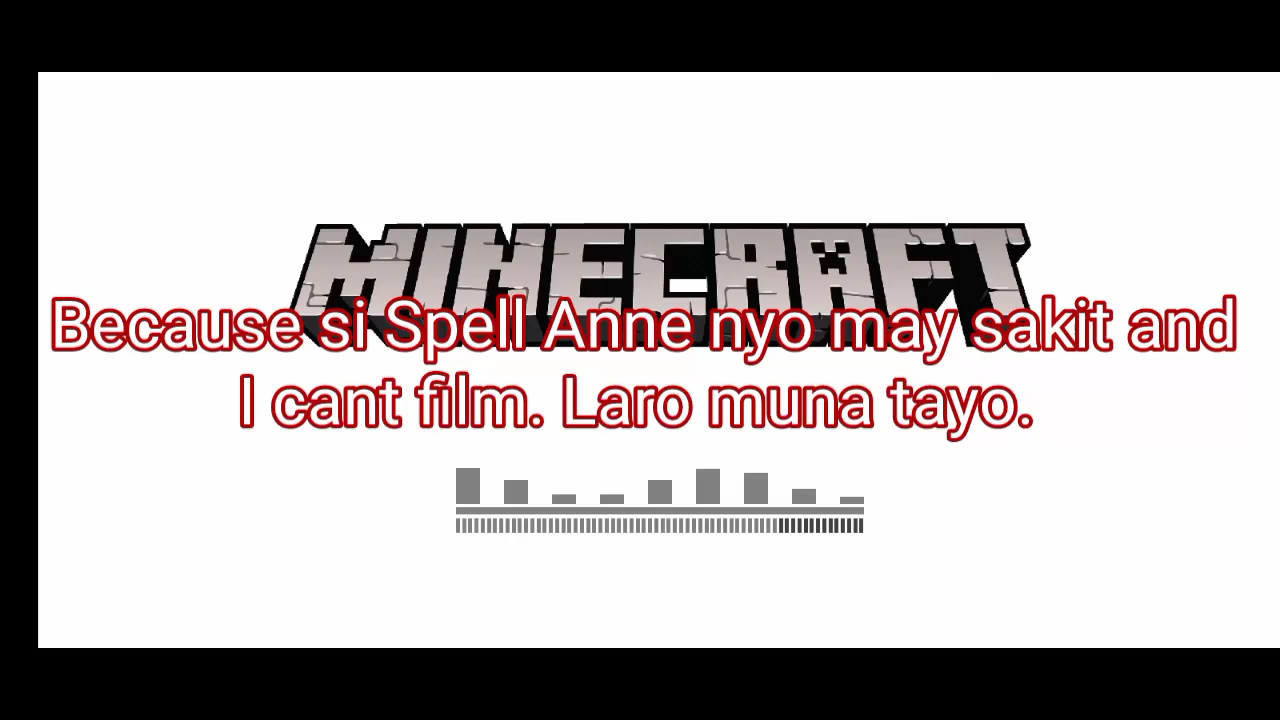 MINECRAFT
Because si Spell Anne nyo may sakit and
I cant film. Laro muna tayo.